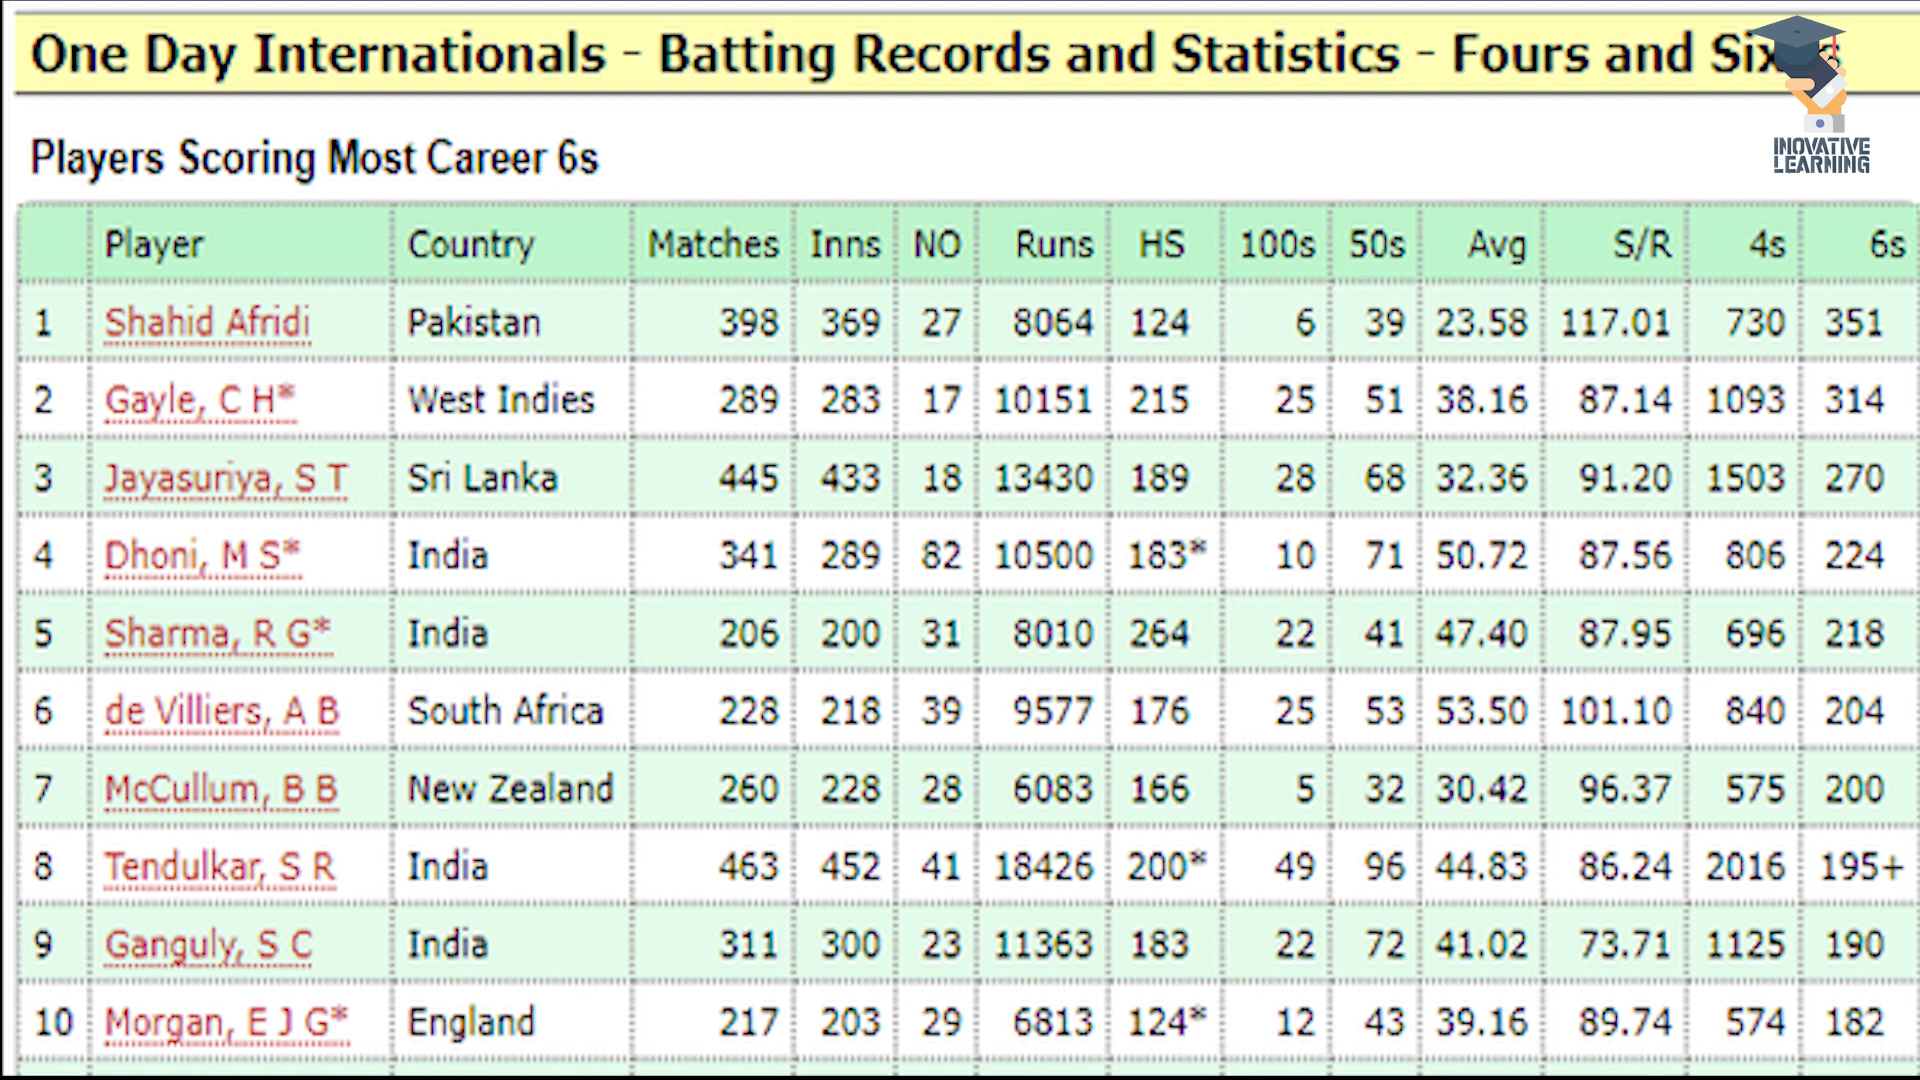 One Day Internationals - Batting Records and Statistics - Fours and Sixes
INOVATIVE
LEARNING
Players Scoring Most Career 6s
Player Country Matches Inns NO Runs HS 100s 50s Avg S/R 4s 6s
1 Shahid Afridi Pakistan 398 369 27 8064 124 6 39 23.58 117.01 730 351
2 Gayle, C H* West Indies 289 283 17 10151 215 25 51 38.16 87.14 1093 314
3 Jayasuriya, S T Sri Lanka 445 433 18 13430 189 28 68 32.36 91.20 1503 270
4 Dhoni, M S* India 341 289 82 10500 183* 10 71 50.72 87.56 806 224
5 Sharma, R G* India 206 200 31 8010 264 22 41 47.40 87.95 696 218
6 de Villiers, A B South Africa 228 218 39 9577 176 25 53 53.50 101.10 840 204
7 McCullum, B B New Zealand 260 228 28 6083 166 5 32 30.42 96.37 575 200
8 Tendulkar, S R India 463 452 41 18426 200* 49 96 44.83 86.24 2016 195+
9 Ganguly, S C India 311 300 23 11363 183 22 72 41.02 73.71 1125 190
10 Morgan, E J G* England 217 203 29 6813 124* 12 43 39.16 89.74 574 182